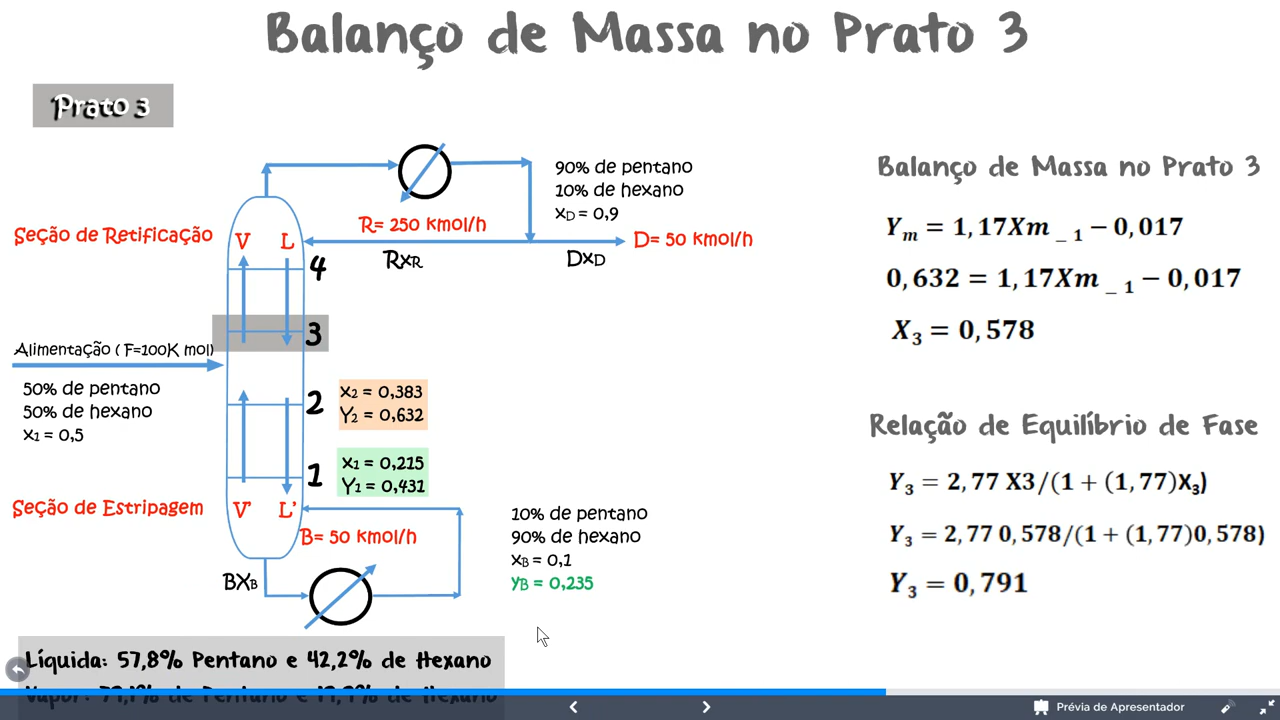 Balanço de Massa no Prato 3
Prato 3
90% de pentano
10% de hexano
xD = 0,9
R= 250 kmol/h
D= 50 kmol/h
RxR
DxD
Seção de Retificação
V L
4
3
Alimentação ( F=100K mol)
50% de pentano
50% de hexano
x1 = 0,5
2
x2 = 0,383
Y2 = 0,632
1
x1 = 0,215
Y1 = 0,431
Seção de Estripagem
V' L'
B= 50 kmol/h
BXB
10% de pentano
90% de hexano
xB = 0,1
yB = 0,235
Balanço de Massa no Prato 3
Ym = 1,17Xm _ 1 − 0,017
0,632 = 1,17Xm _ 1 − 0,017
X3 = 0,578
Relação de Equilíbrio de Fase
Y3 = 2,77 X3/(1 + (1,77)X3)
Y3 = 2,77 0,578/(1 + (1,77)0,578)
Y3 = 0,791
Líquida: 57,8% Pentano e 42,2% de Hexano
Vapor: de Pentano e de Hexano
Prévia de Apresentador